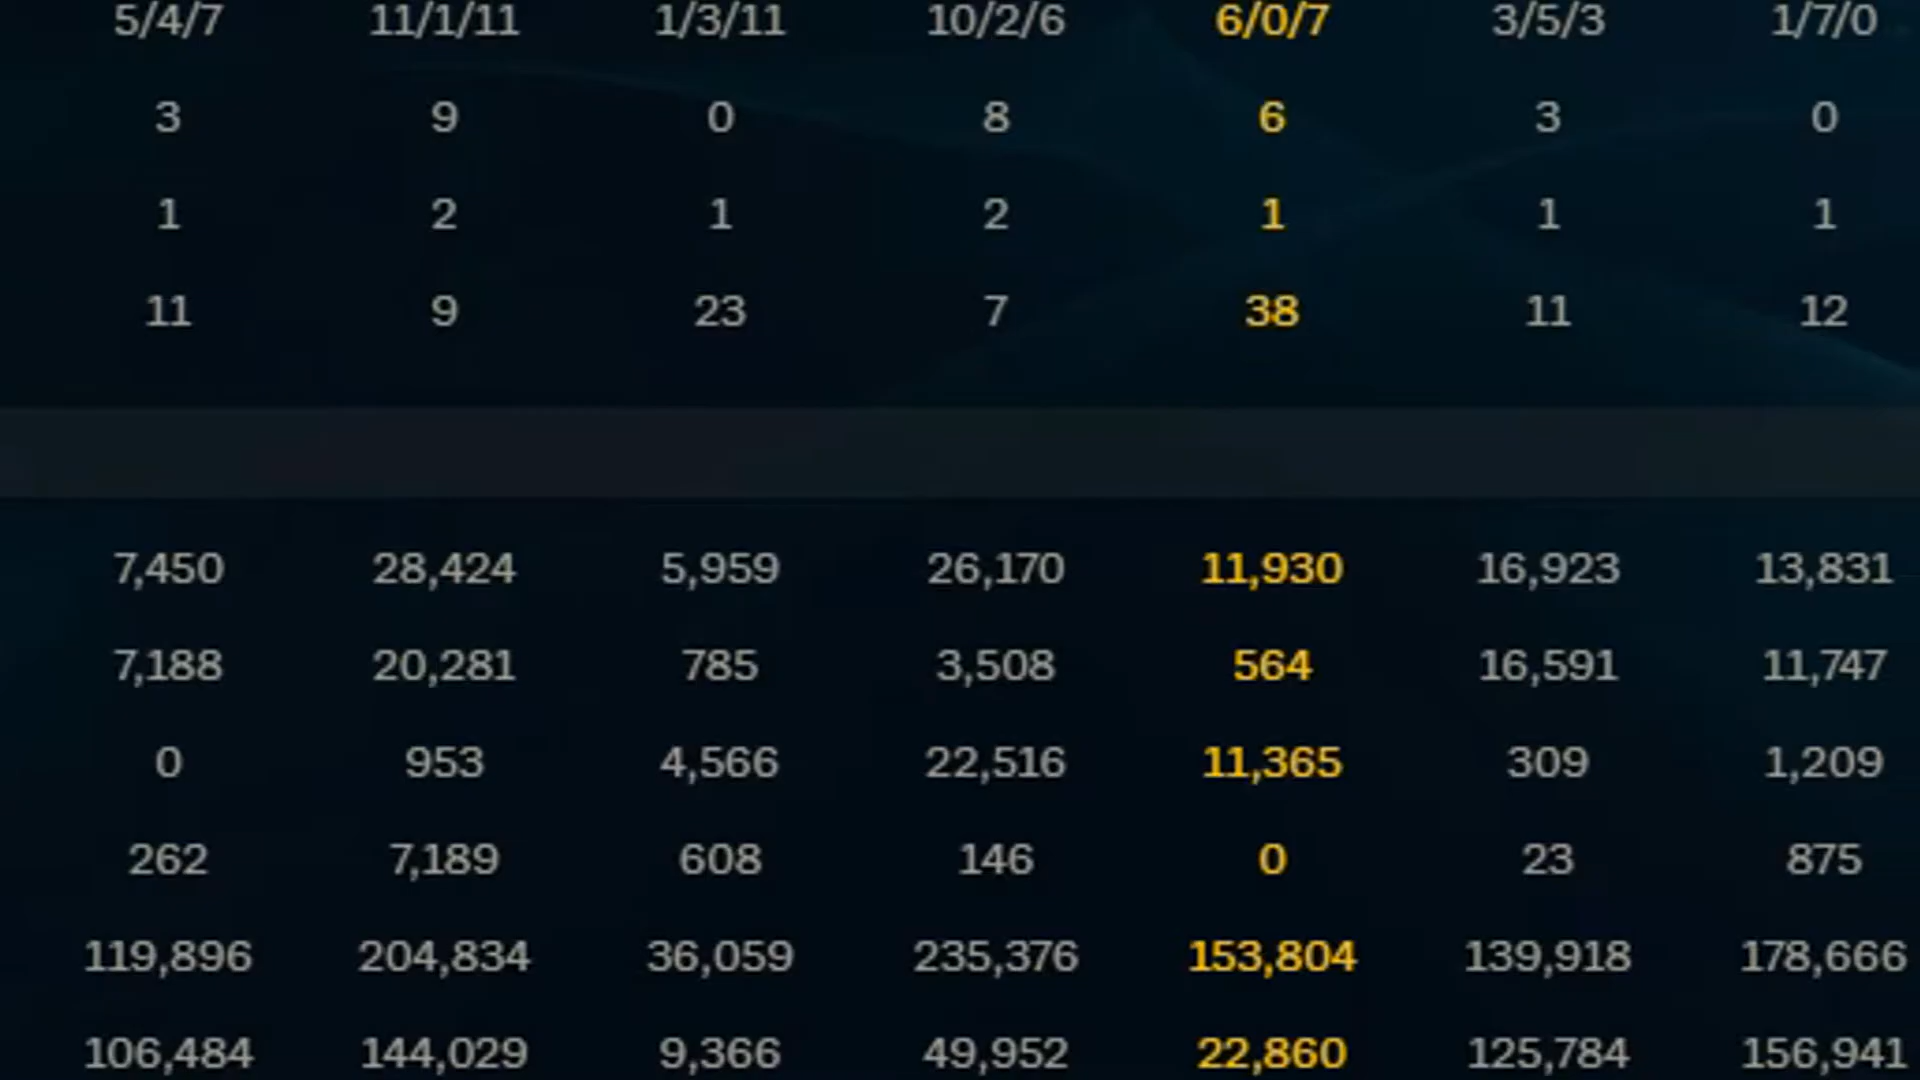 5/4/7 11/1/11 1/3/11 10/2/6 6/0/7 3/5/3 1/7/0
3 9 0 8 6 3 0
1 2 1 2 1 1 1
11 9 23 7 38 11 12
7,450 28,424 5,959 26,170 11,930 16,923 13,831
7,188 20,281 785 3,508 564 16,591 11,747
0 953 4,566 22,516 11,365 309 1,209
262 7,189 608 146 0 23 875
119,896 204,834 36,059 235,376 153,804 139,918 178,666
106,484 144,029 9,366 49,952 22,860 125,784 156,941